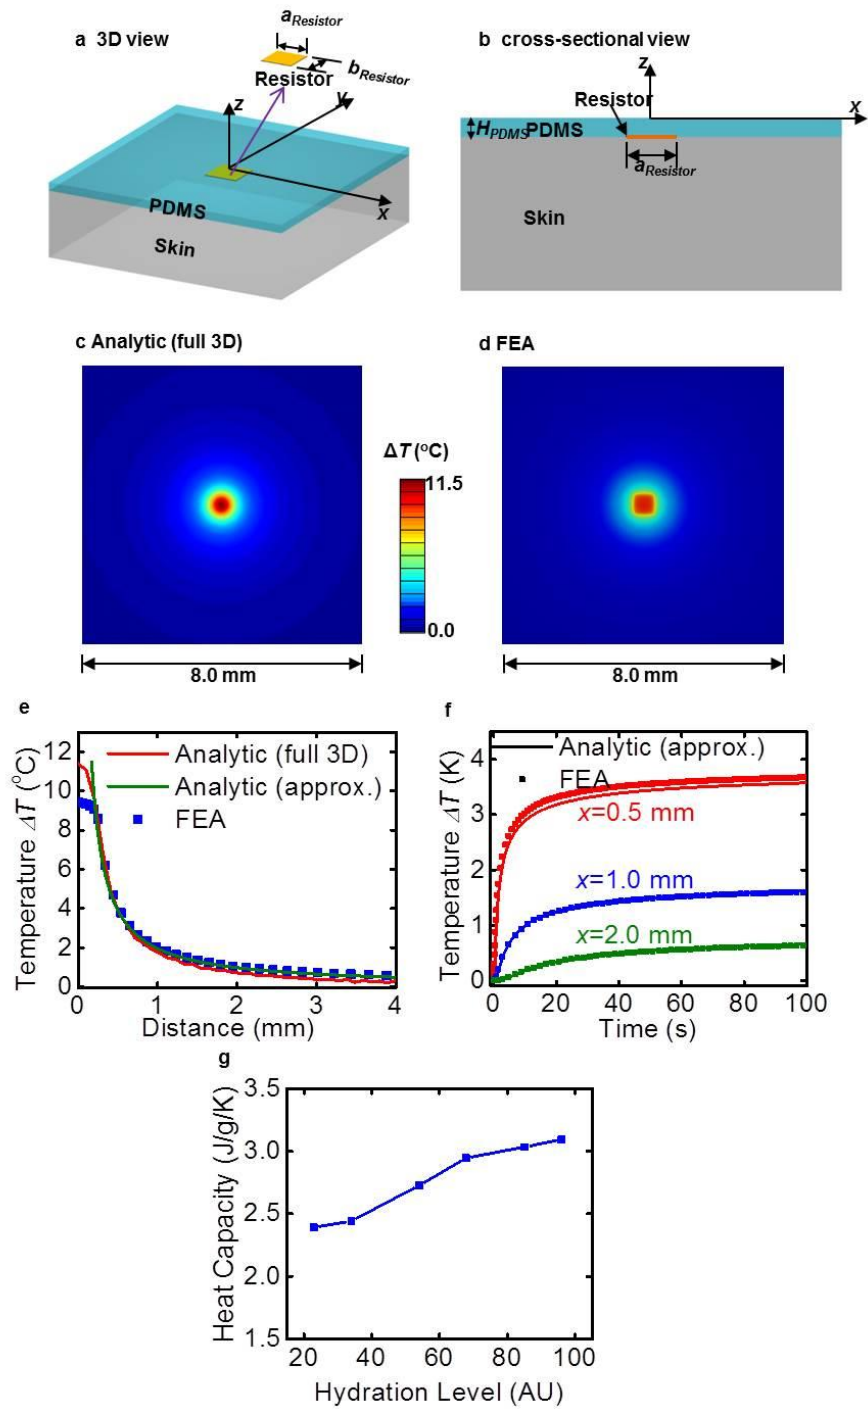 a 3D view
a_Resistor
b_Resistor
Resistor
z
y
x
PDMS
Skin
b cross-sectional view
z
Resistor
x
H_PDMS PDMS
a_Resistor
Skin
c Analytic (full 3D)
d FEA
ΔT (°C)
11.5
0.0
8.0 mm
8.0 mm
e
12
10
8
6
4
2
0
Temperature ΔT (°C)
Analytic (full 3D)
Analytic (approx.)
FEA
0 1 2 3 4
Distance (mm)
f
4
3
2
1
0
Temperature ΔT (K)
Analytic (approx.)
FEA
x=0.5 mm
x=1.0 mm
x=2.0 mm
0 20 40 60 80 100
Time (s)
g
3.5
3.0
2.5
2.0
1.5
Heat Capacity (J/g/K)
20 40 60 80 100
Hydration Level (AU)